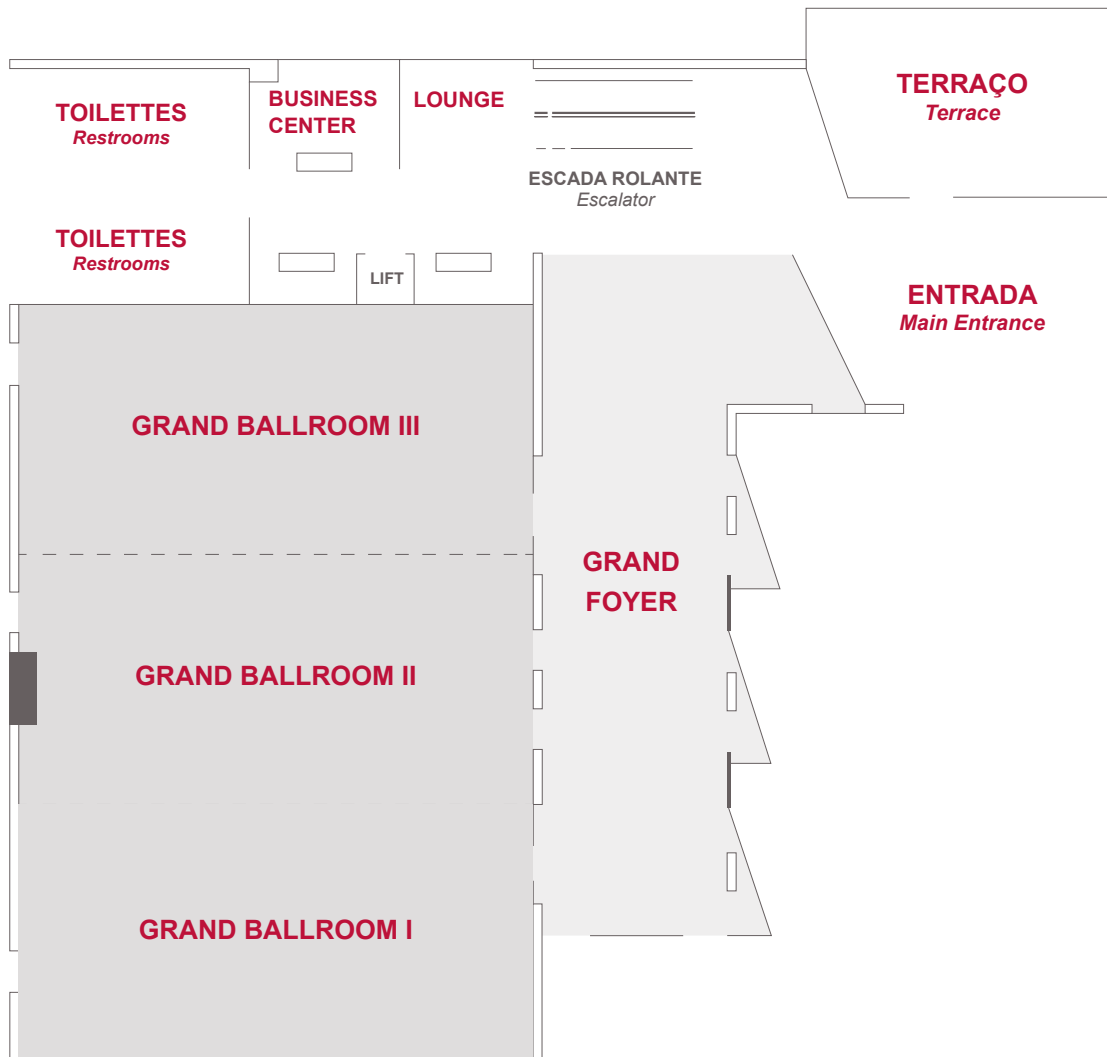 TERRAÇO
Terrace
TOILETTES
Restrooms
BUSINESS
CENTER
LOUNGE
ESCADA ROLANTE
Escalator
TOILETTES
Restrooms
LIFT
ENTRADA
Main Entrance
GRAND BALLROOM III
GRAND
FOYER
GRAND BALLROOM II
GRAND BALLROOM I